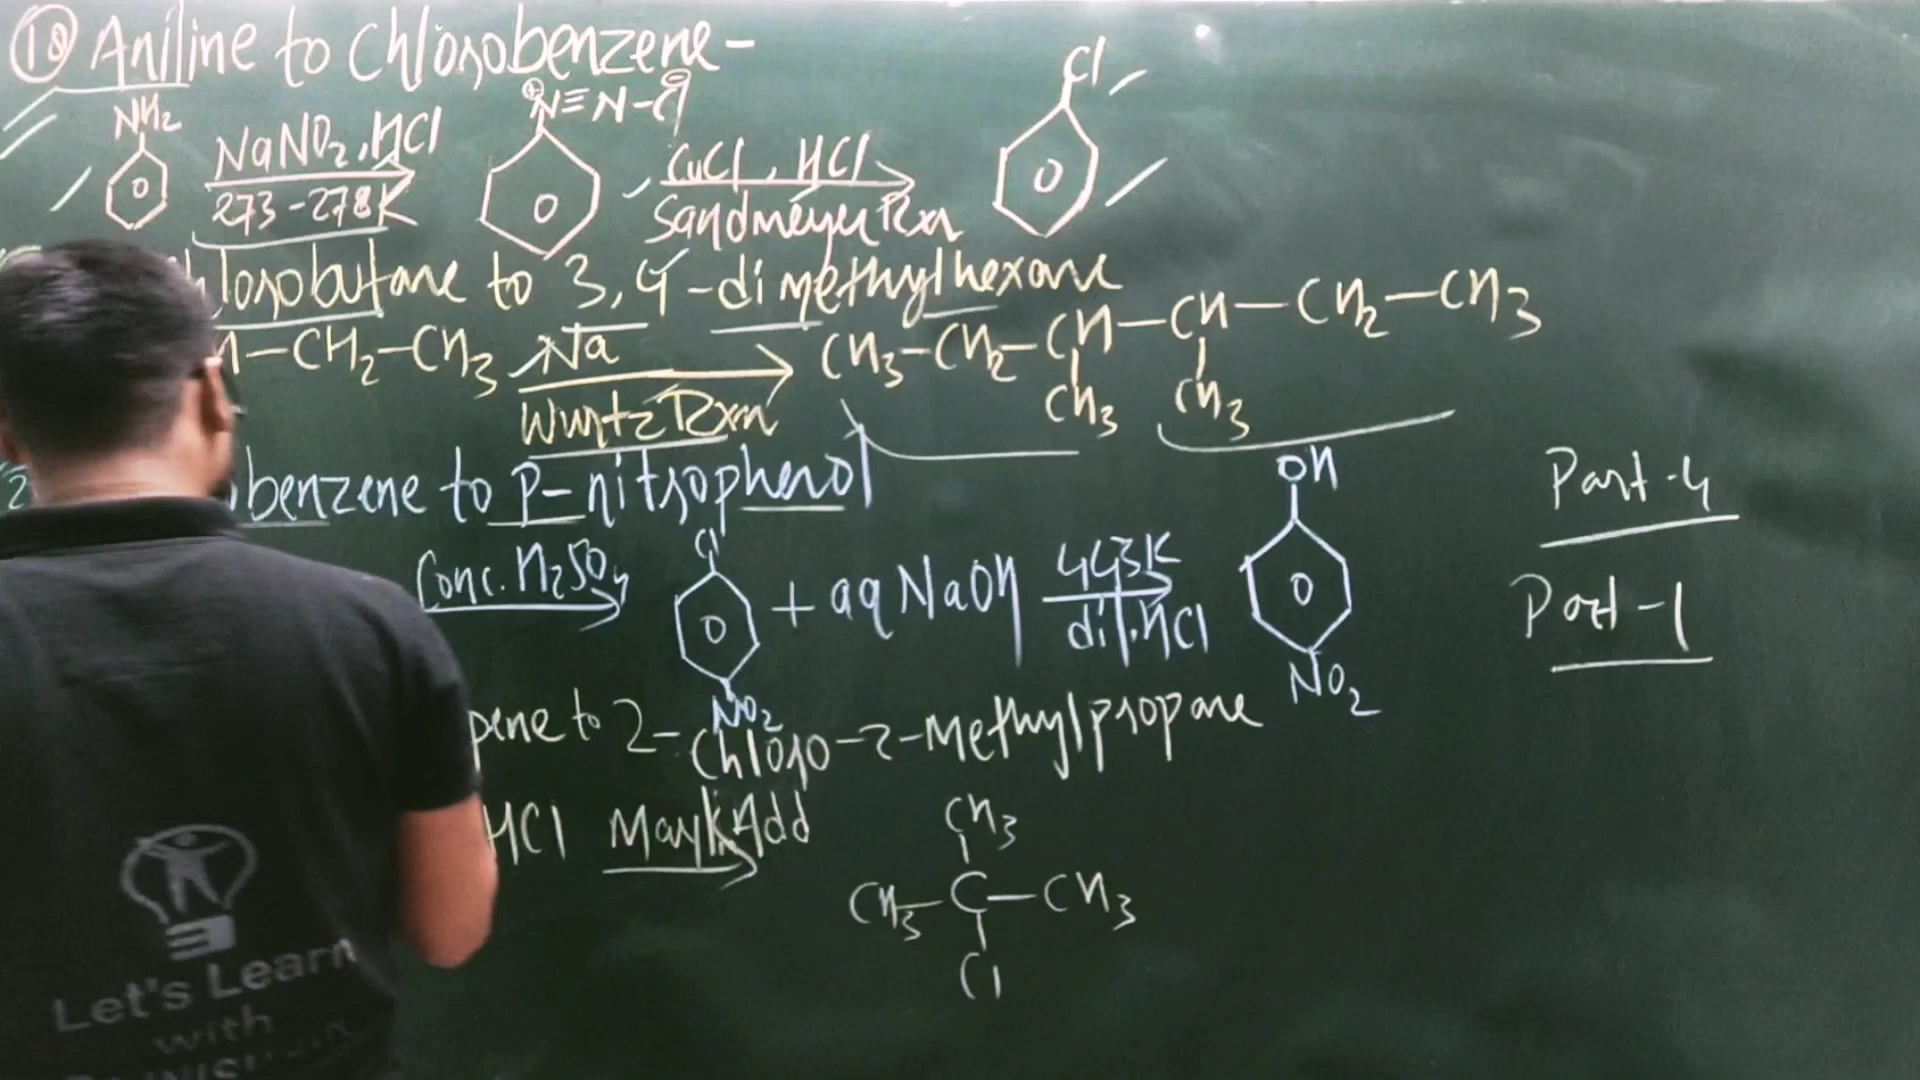 18 Aniline to Chlorobenzene -
NH2 NaNO2, HCl 273-278K ⊕N≡N-Cl⊖ CuCl, HCl Sandmeyer Rxn Cl
lorobutane to 3,4-dimethylhexane
-CH2-CH3 Na Wurtz Rxn CH3-CH2-CH-CH-CH2-CH3
CH3 CH3
benzene to p-nitrophenol
Conc. H2SO4 Cl NO2 + aq NaOH 443K dil. HCl OH NO2
Part-4
Part-1
pene to 2-Chloro-2-Methylpropane
HCl Mark Add
CH3
CH3-C-CH3
Cl
Let's Learn
with